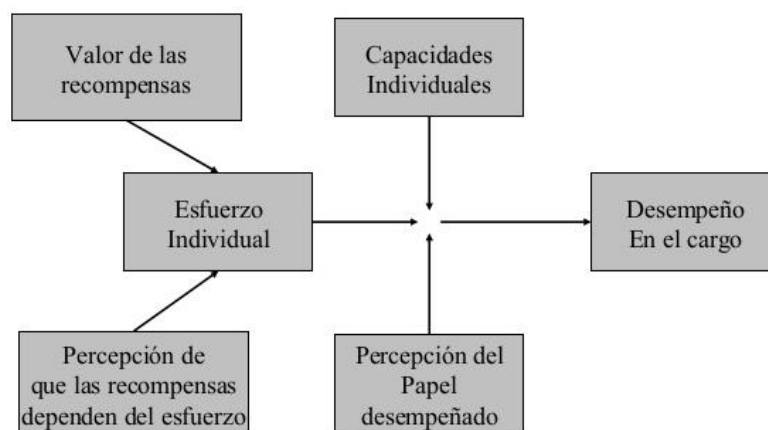 Valor de las
recompensas
Capacidades
Individuales
Esfuerzo
Individual
Desempeño
En el cargo
Percepción de
que las recompensas
dependen del esfuerzo
Percepción del
Papel
desempeñado